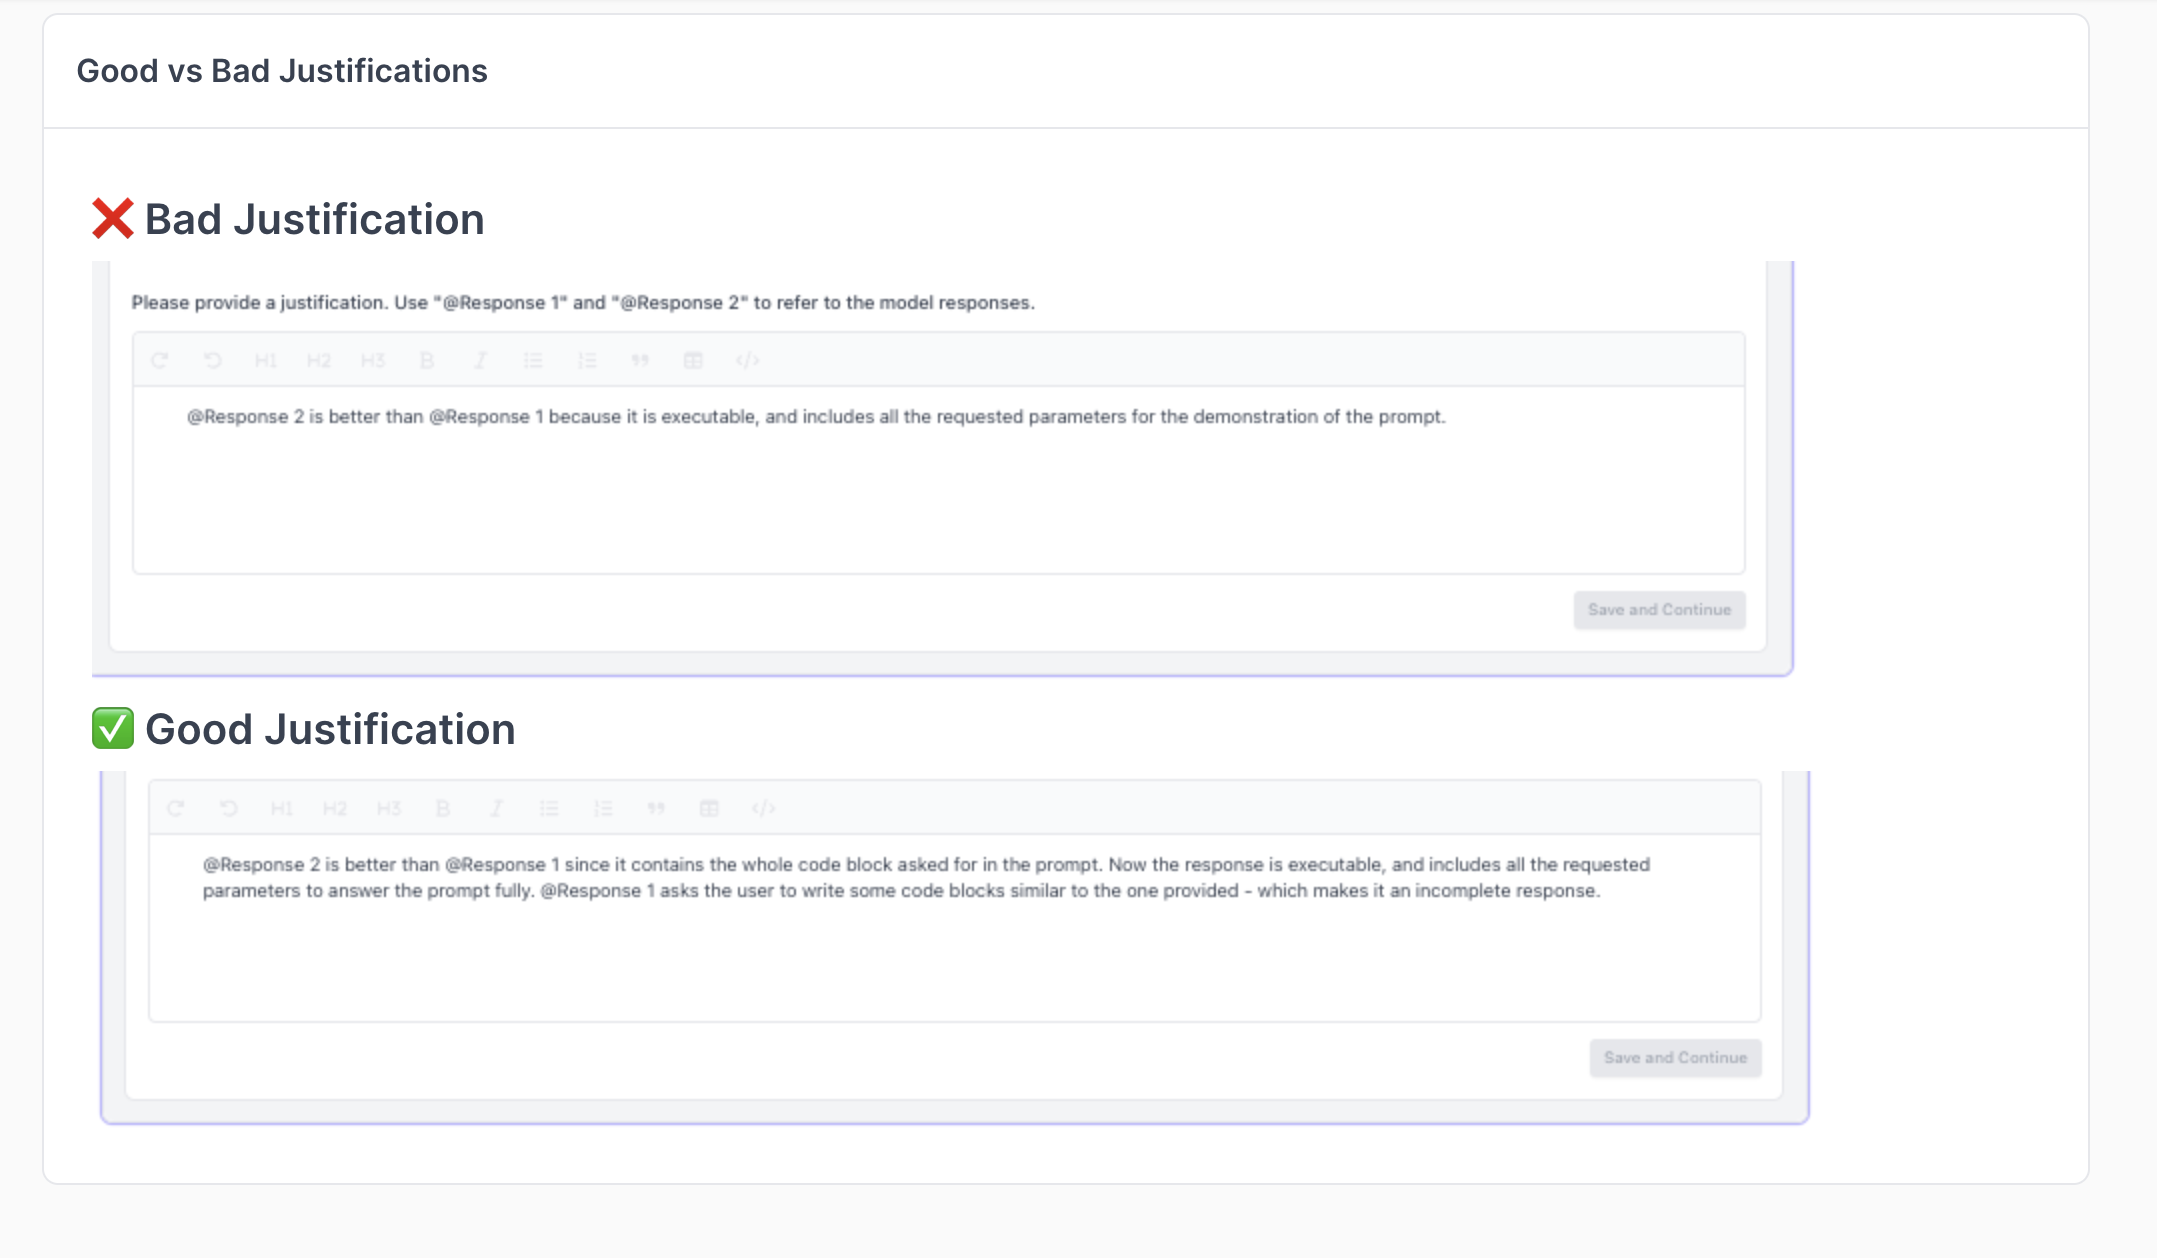 Good vs Bad Justifications
❌ Bad Justification
Please provide a justification. Use "@Response 1" and "@Response 2" to refer to the model responses.
H1 H2 H3 B I
@Response 2 is better than @Response 1 because it is executable, and includes all the requested parameters for the demonstration of the prompt.
Save and Continue
✅ Good Justification
H1 H2 H3 B I
@Response 2 is better than @Response 1 since it contains the whole code block asked for in the prompt. Now the response is executable, and includes all the requested
parameters to answer the prompt fully. @Response 1 asks the user to write some code blocks similar to the one provided - which makes it an incomplete response.
Save and Continue